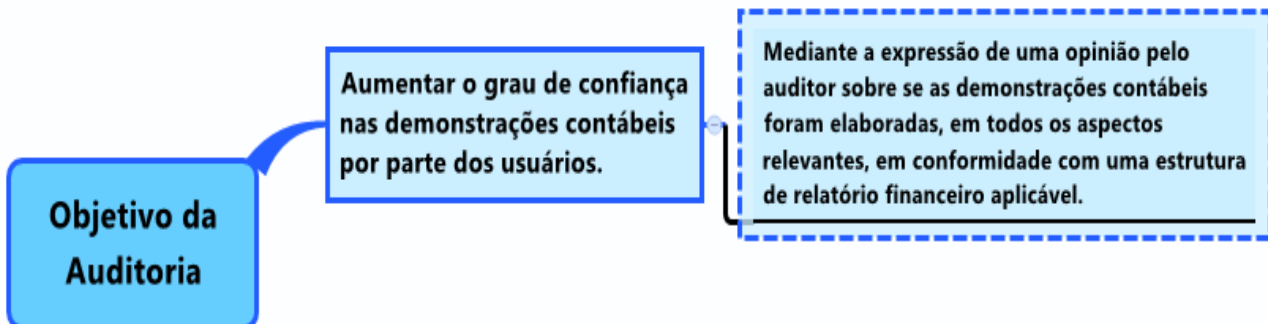 Objetivo da
Auditoria
Aumentar o grau de confiança
nas demonstrações contábeis
por parte dos usuários.
Mediante a expressão de uma opinião pelo
auditor sobre se as demonstrações contábeis
foram elaboradas, em todos os aspectos
relevantes, em conformidade com uma estrutura
de relatório financeiro aplicável.